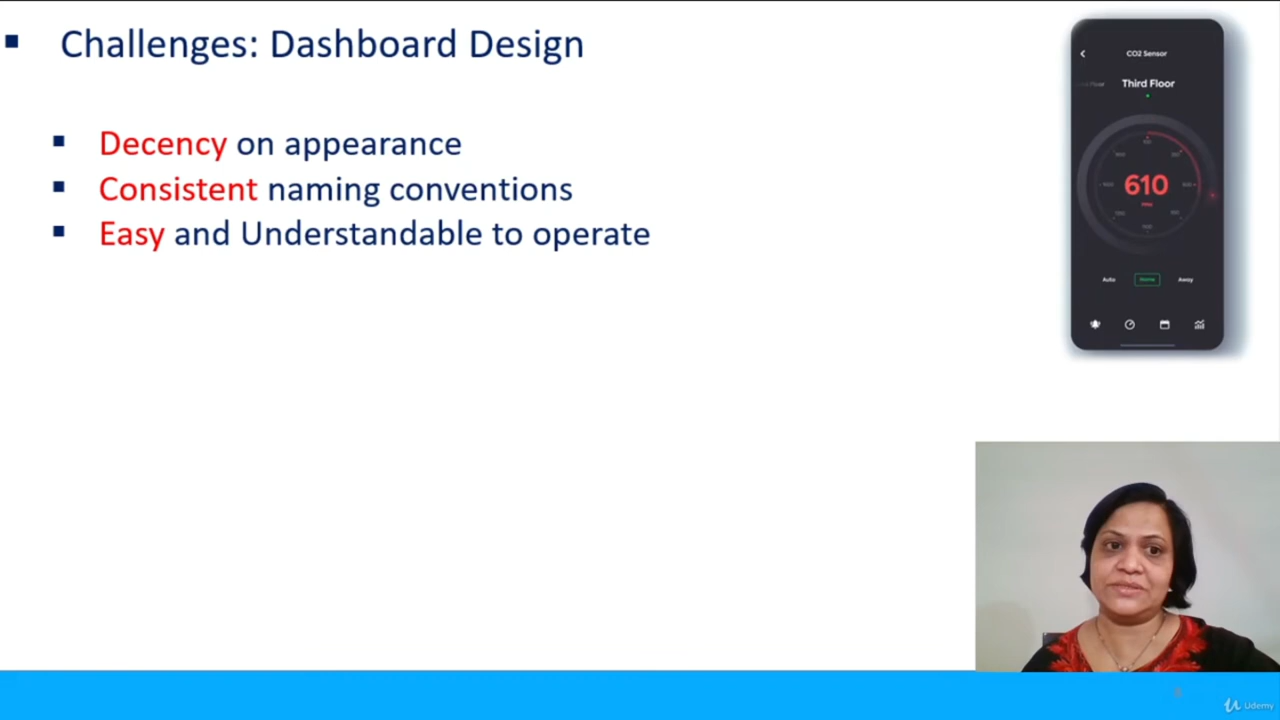 Challenges: Dashboard Design
Decency on appearance
Consistent naming conventions
Easy and Understandable to operate
CO2 Sensor
Third Floor
610
Auto
Home
Away
Udemy